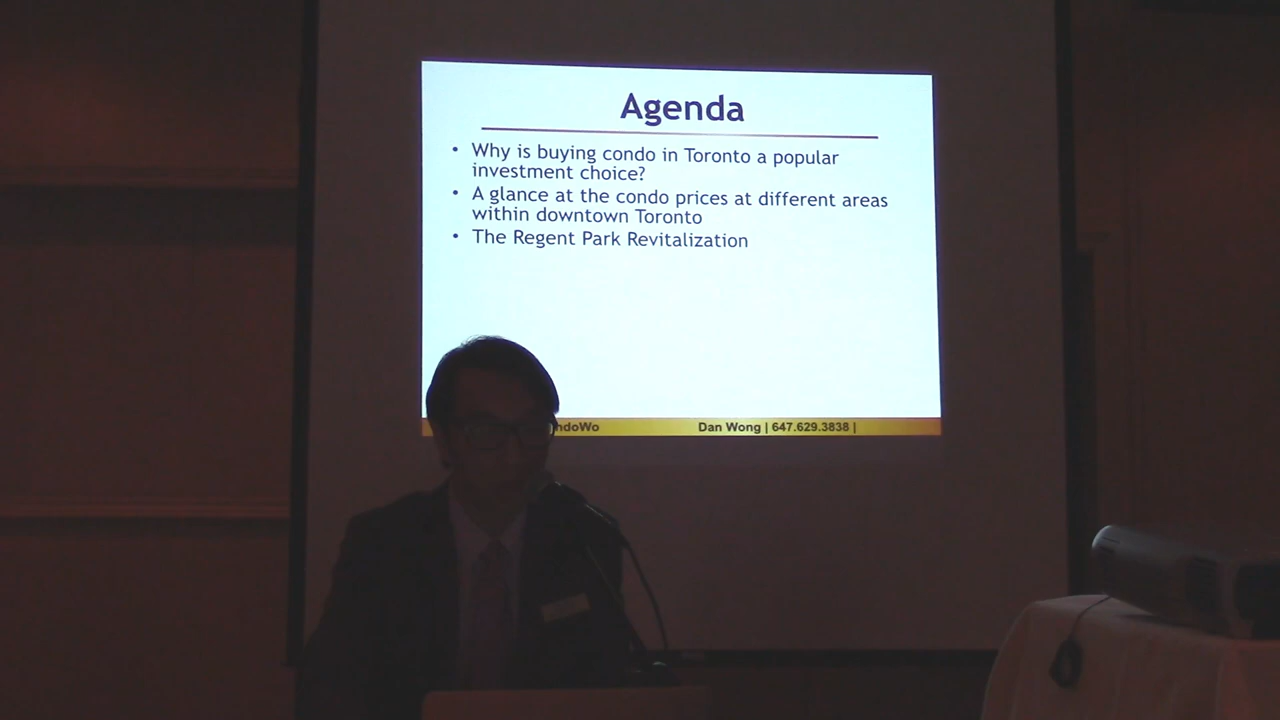 Agenda
• Why is buying condo in Toronto a popular
investment choice?
• A glance at the condo prices at different areas
within downtown Toronto
• The Regent Park Revitalization
ndoWo Dan Wong | 647.629.3838 |